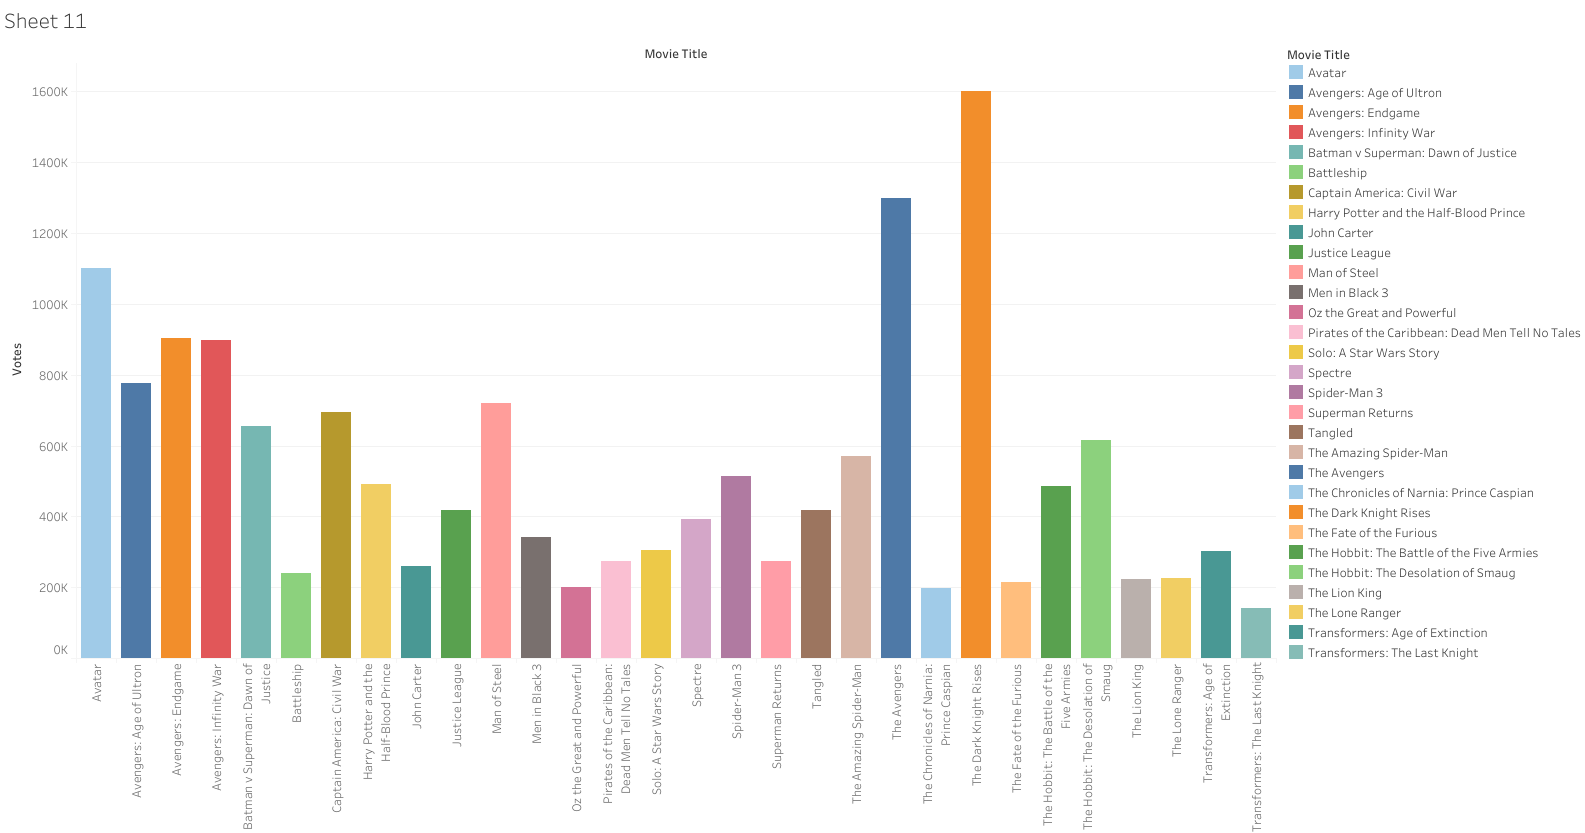 Sheet 11
Movie Title
1600K
1400K
1200K
1000K
800K
600K
400K
200K
0K
Votes
Avatar
Avengers: Age of Ultron
Avengers: Endgame
Avengers: Infinity War
Batman v Superman: Dawn of
Justice
Battleship
Captain America: Civil War
Harry Potter and the
Half-Blood Prince
John Carter
Justice League
Man of Steel
Men in Black 3
Oz the Great and Powerful
Pirates of the Caribbean:
Dead Men Tell No Tales
Solo: A Star Wars Story
Spectre
Spider-Man 3
Superman Returns
Tangled
The Amazing Spider-Man
The Avengers
The Chronicles of Narnia:
Prince Caspian
The Dark Knight Rises
The Fate of the Furious
The Hobbit: The Battle of the
Five Armies
The Hobbit: The Desolation of
Smaug
The Lion King
The Lone Ranger
Transformers: Age of
Extinction
Transformers: The Last Knight
Movie Title
Avatar
Avengers: Age of Ultron
Avengers: Endgame
Avengers: Infinity War
Batman v Superman: Dawn of Justice
Battleship
Captain America: Civil War
Harry Potter and the Half-Blood Prince
John Carter
Justice League
Man of Steel
Men in Black 3
Oz the Great and Powerful
Pirates of the Caribbean: Dead Men Tell No Tales
Solo: A Star Wars Story
Spectre
Spider-Man 3
Superman Returns
Tangled
The Amazing Spider-Man
The Avengers
The Chronicles of Narnia: Prince Caspian
The Dark Knight Rises
The Fate of the Furious
The Hobbit: The Battle of the Five Armies
The Hobbit: The Desolation of Smaug
The Lion King
The Lone Ranger
Transformers: Age of Extinction
Transformers: The Last Knight